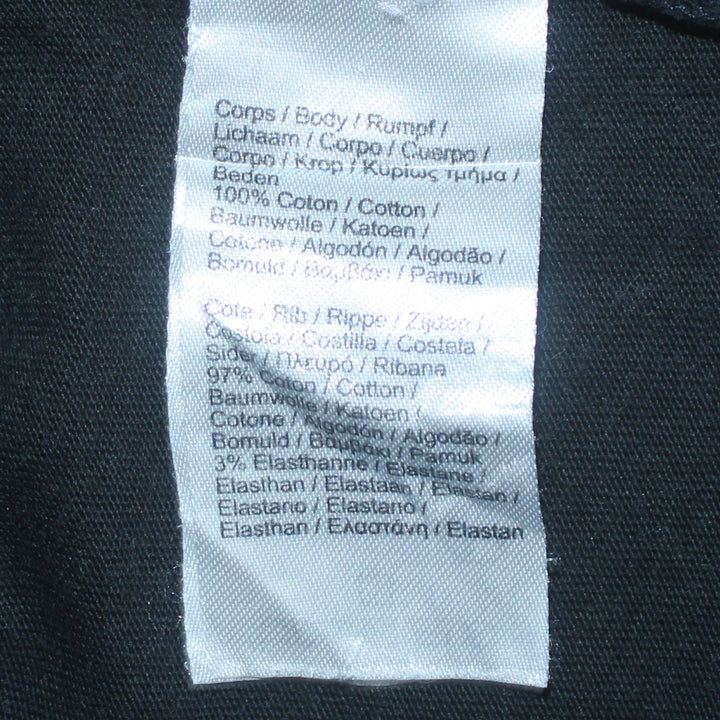 Corps / Body / Rumpf /
Lichaam / Corpo / Cuerpo /
Corpo / Krop / Κυρίως τμήμα /
Beden
100% Coton / Cotton /
Baumwolle / Katoen /
Cotone / Algodón / Algodão /
Bomuld / Βαμβάκι / Pamuk
Cote / Rib / Rippe / Zijden /
Costola / Costilla / Costela /
Sider / Πλευρό / Ribana
97% Coton / Cotton /
Baumwolle / Katoen /
Cotone / Algodón / Algodão /
Bomuld / Βαμβάκι / Pamuk
3% Elasthanne / Elastane /
Elasthan / Elastaan / Elastan /
Elastano / Elastano /
Elasthan / Ελαστάνη / Elastan